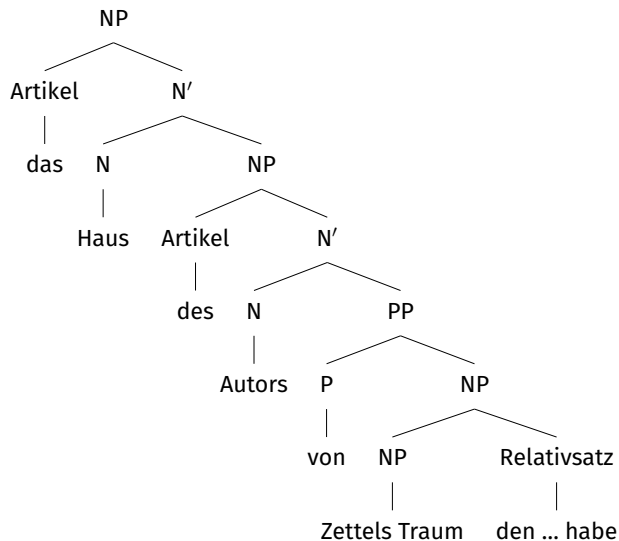 NP
Artikel N′
das N NP
Haus Artikel N′
des N PP
Autors P NP
von NP Relativsatz
Zettels Traum den ... habe